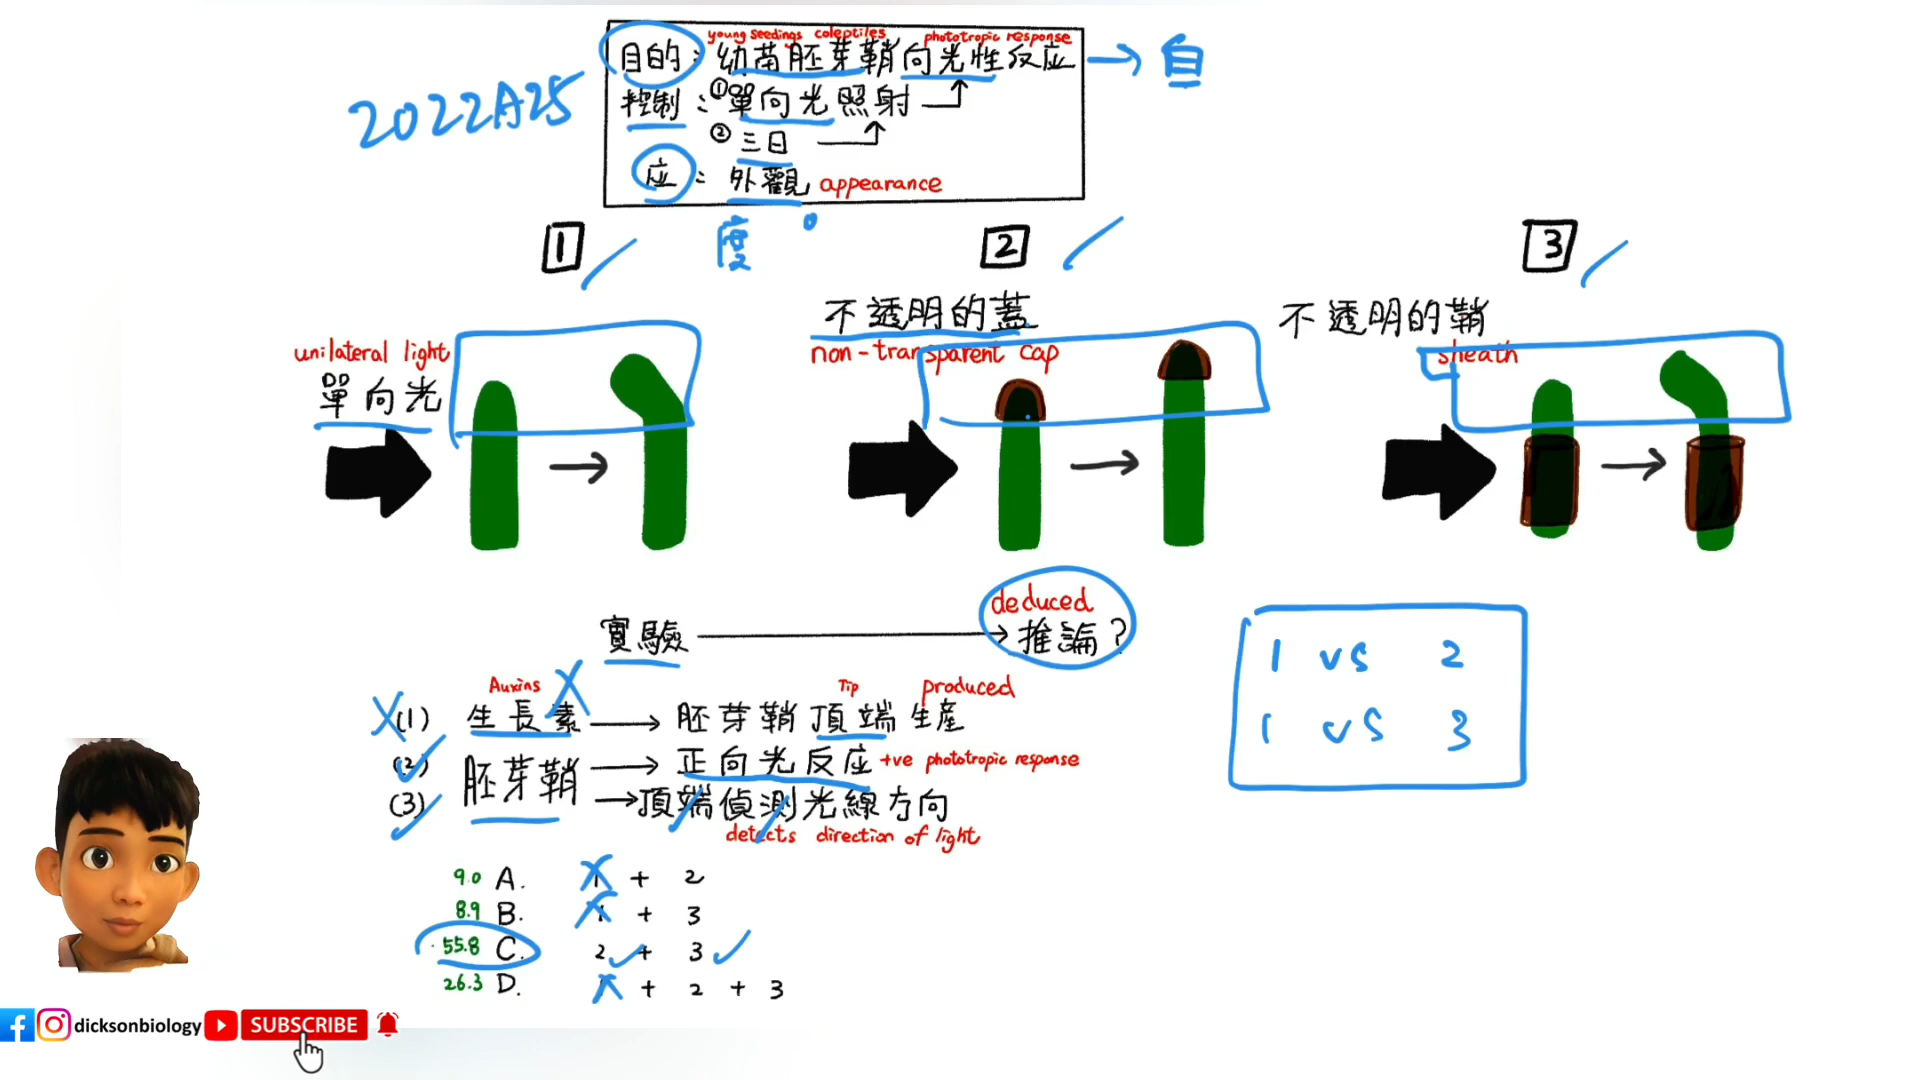 2022A25
young seedings coleptiles phototropic response
目的：幼苗胚芽鞘向光性反应 → 自
控制：①單向光照射
②三日
应：外觀 appearance
度
1
2
3
不透明的蓋
non-transparent cap
不透明的鞘
sheath
unilateral light
單向光
deduced
實驗 → 推論？
1 vs 2
1 vs 3
Auxins Tip produced
(1) 生長素 → 胚芽鞘頂端生產
(2) 胚芽鞘 → 正向光反应 +ve phototropic response
(3) → 頂端偵測光線方向
detects direction of light
9.0 A. 1 + 2
8.9 B. 1 + 3
55.8 C. 2 + 3
26.3 D. 1 + 2 + 3
dicksonbiology SUBSCRIBE